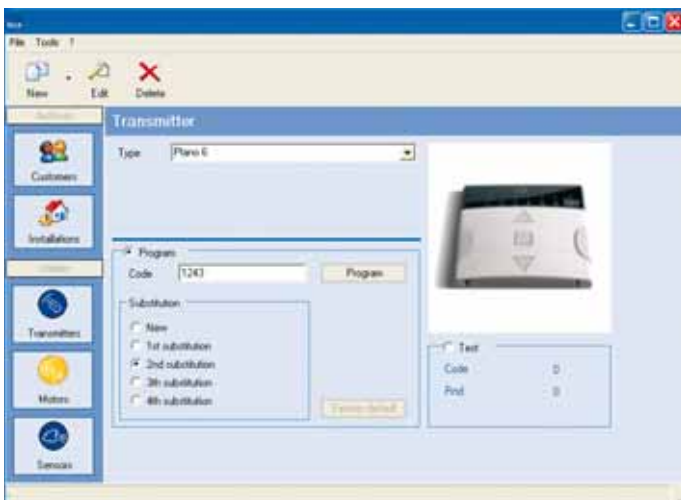 File Tools ?
New Edit Delete
Transmitter
Customers
Installations
Transmitters
Motors
Sensors
Type Plano 6
Program
Code 1243 Program
Substitution
New
1st substitution
2nd substitution
3th substitution
4th substitution
Test
Code 0
Rnd 0